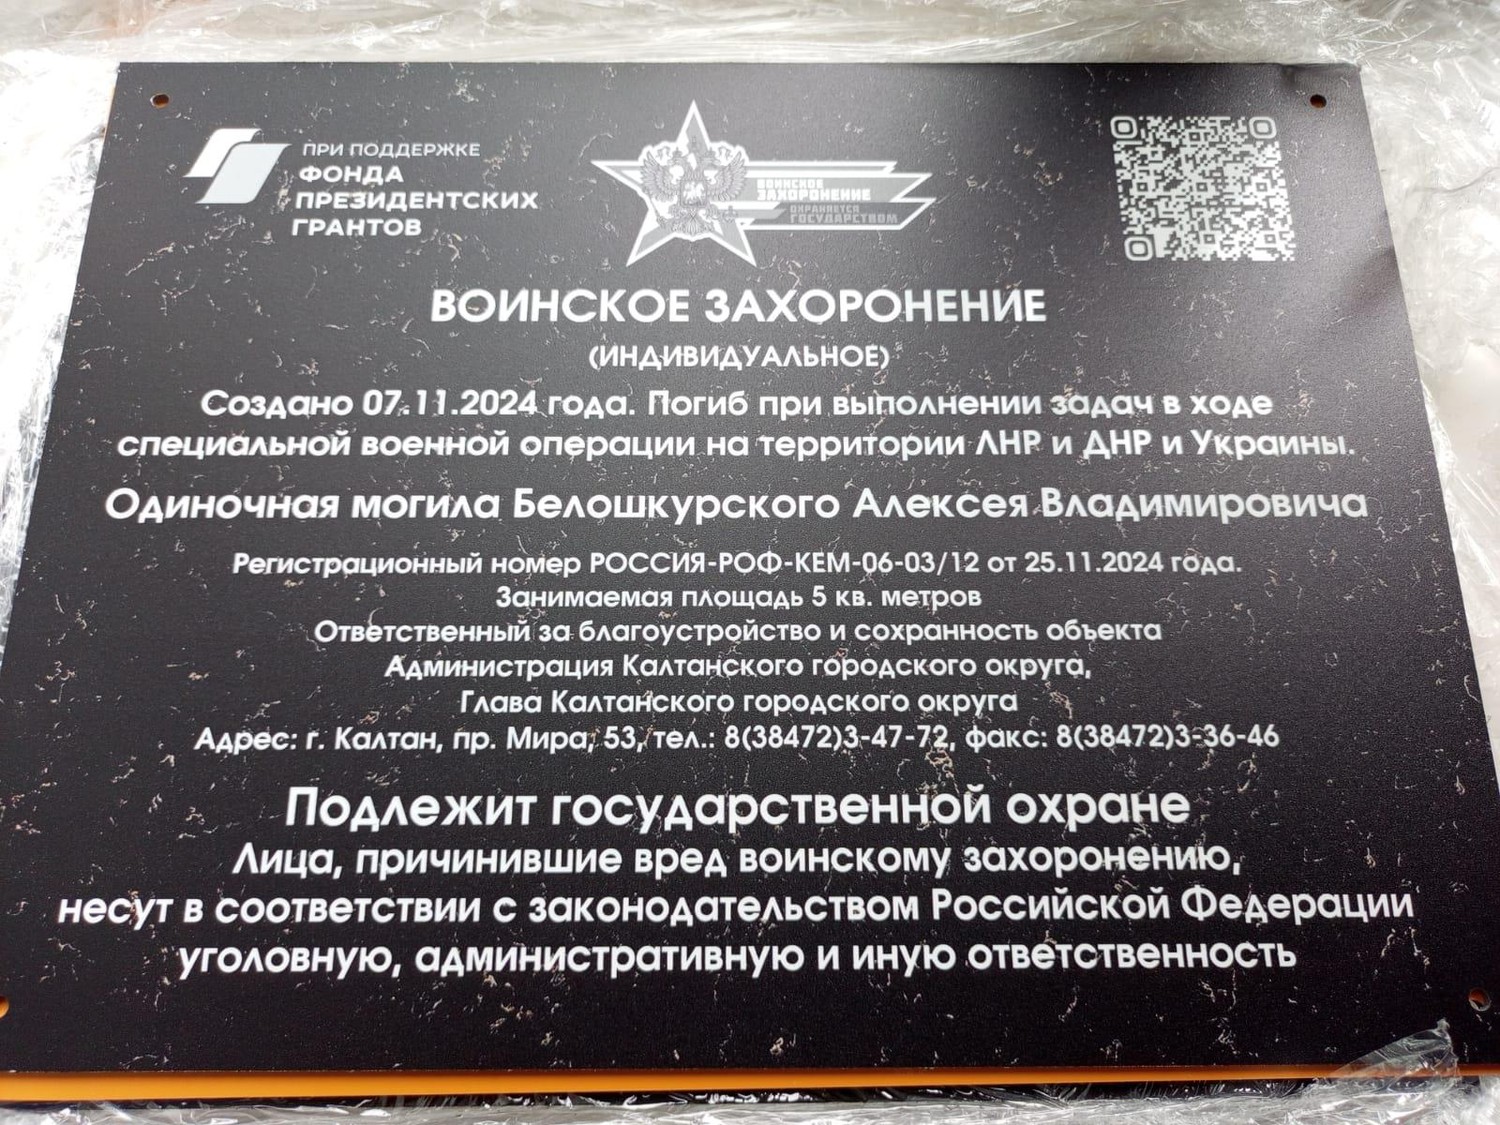 ПРИ ПОДДЕРЖКЕ
ФОНДА
ПРЕЗИДЕНТСКИХ
ГРАНТОВ
ВОИНСКОЕ
ЗАХОРОНЕНИЕ
ОХРАНЯЕТСЯ
ГОСУДАРСТВОМ
ВОИНСКОЕ ЗАХОРОНЕНИЕ
(ИНДИВИДУАЛЬНОЕ)
Создано 07.11.2024 года. Погиб при выполнении задач в ходе
специальной военной операции на территории ЛНР и ДНР и Украины.
Одиночная могила Белошкурского Алексея Владимировича
Регистрационный номер РОССИЯ-РОФ-КЕМ-06-03/12 от 25.11.2024 года.
Занимаемая площадь 5 кв. метров
Ответственный за благоустройство и сохранность объекта
Администрация Калтанского городского округа,
Глава Калтанского городского округа
Адрес: г. Калтан, пр. Мира, 53, тел.: 8(38472)3-47-72, факс: 8(38472)3-36-46
Подлежит государственной охране
Лица, причинившие вред воинскому захоронению,
несут в соответствии с законодательством Российской Федерации
уголовную, административную и иную ответственность